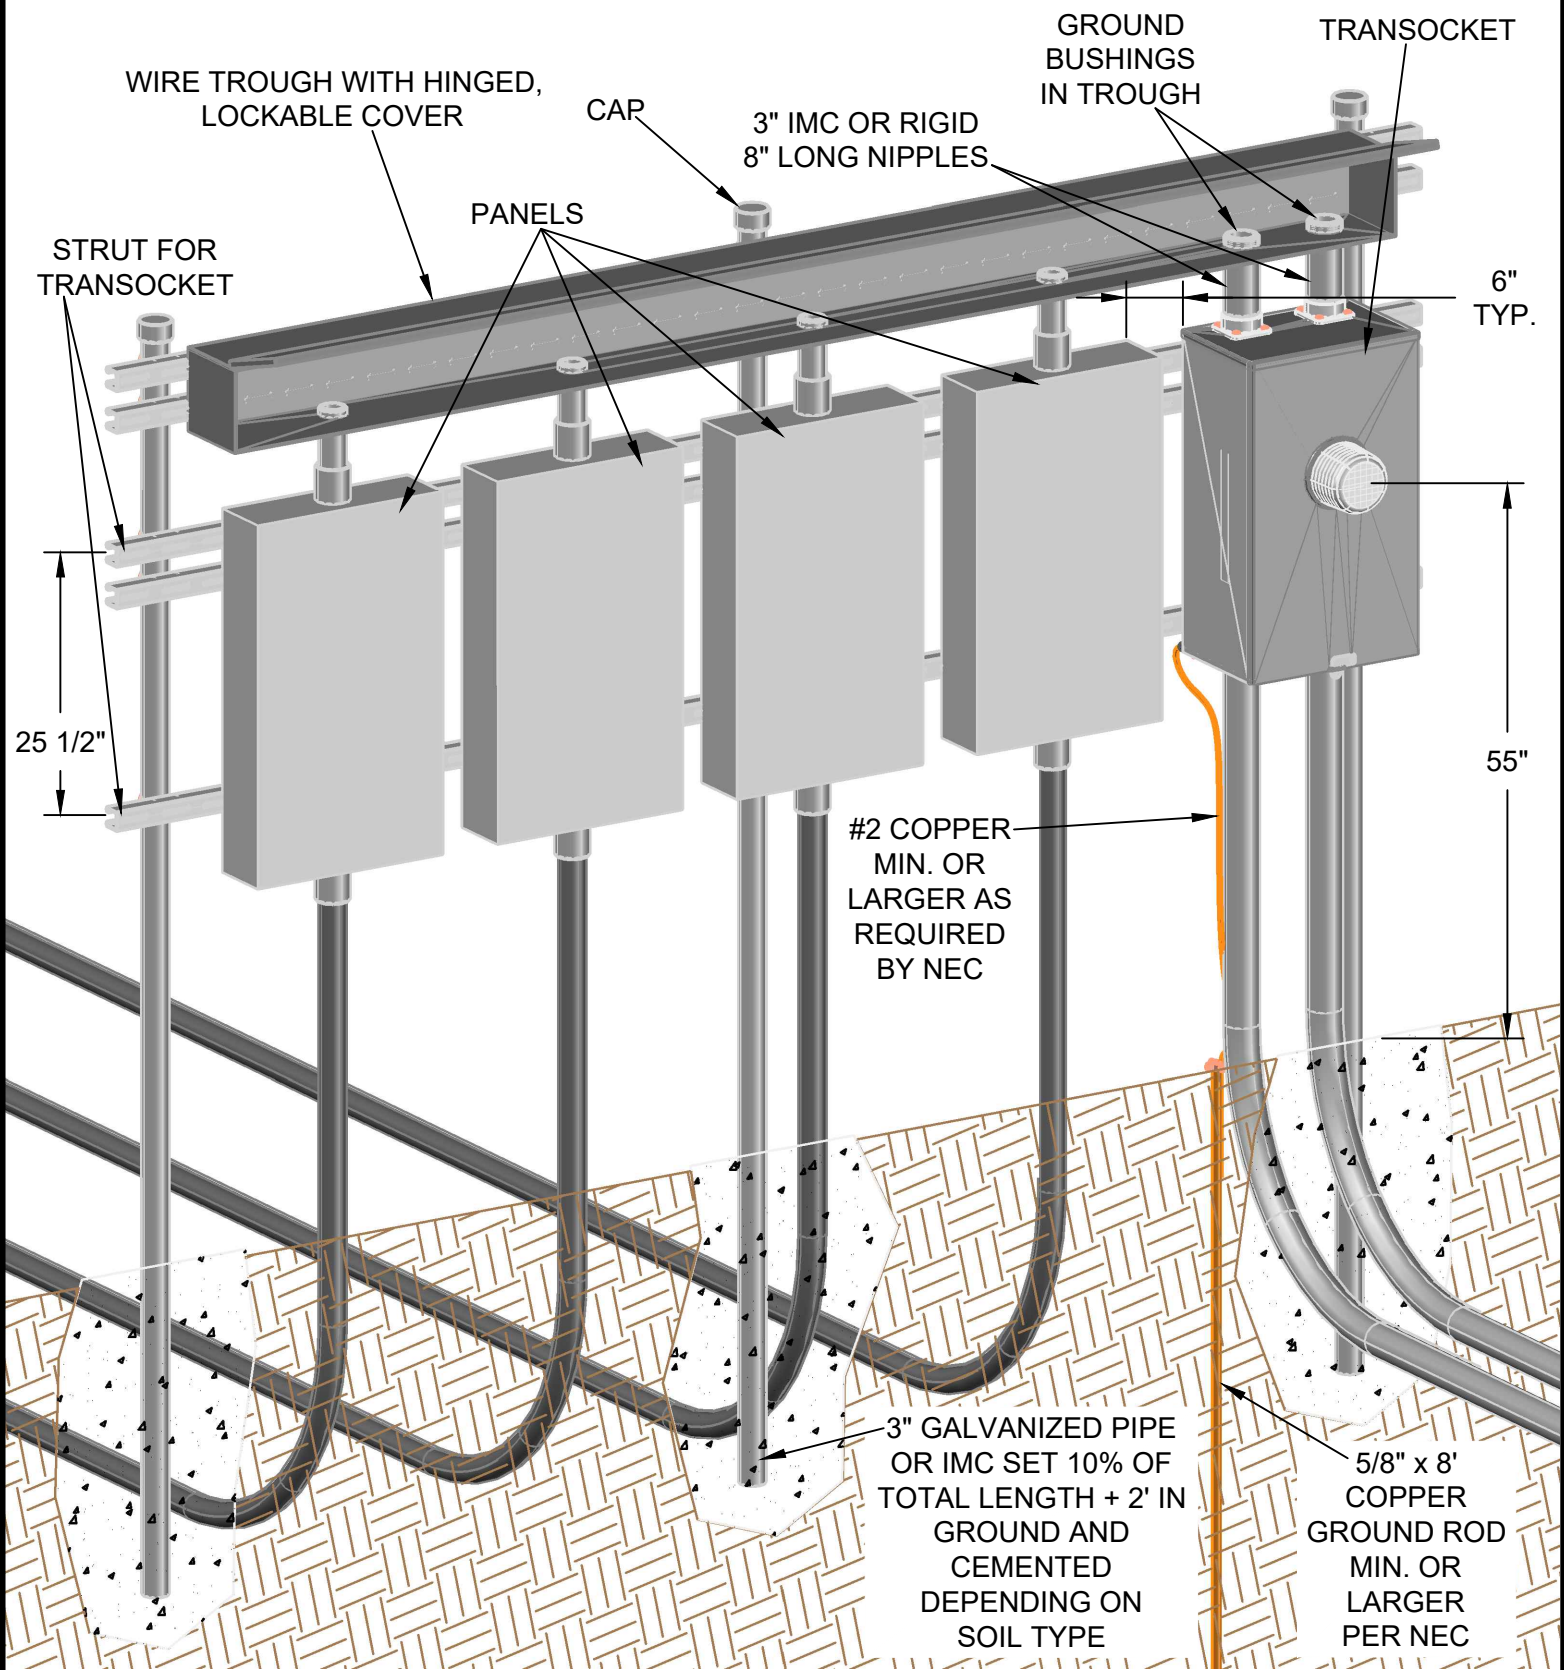 GROUND
BUSHINGS
IN TROUGH
TRANSOCKET
WIRE TROUGH WITH HINGED,
LOCKABLE COVER
CAP
3" IMC OR RIGID
8" LONG NIPPLES
PANELS
STRUT FOR
TRANSOCKET
6"
TYP.
25 1/2"
55"
#2 COPPER
MIN. OR
LARGER AS
REQUIRED
BY NEC
3" GALVANIZED PIPE
OR IMC SET 10% OF
TOTAL LENGTH + 2' IN
GROUND AND
CEMENTED
DEPENDING ON
SOIL TYPE
5/8" x 8'
COPPER
GROUND ROD
MIN. OR
LARGER
PER NEC